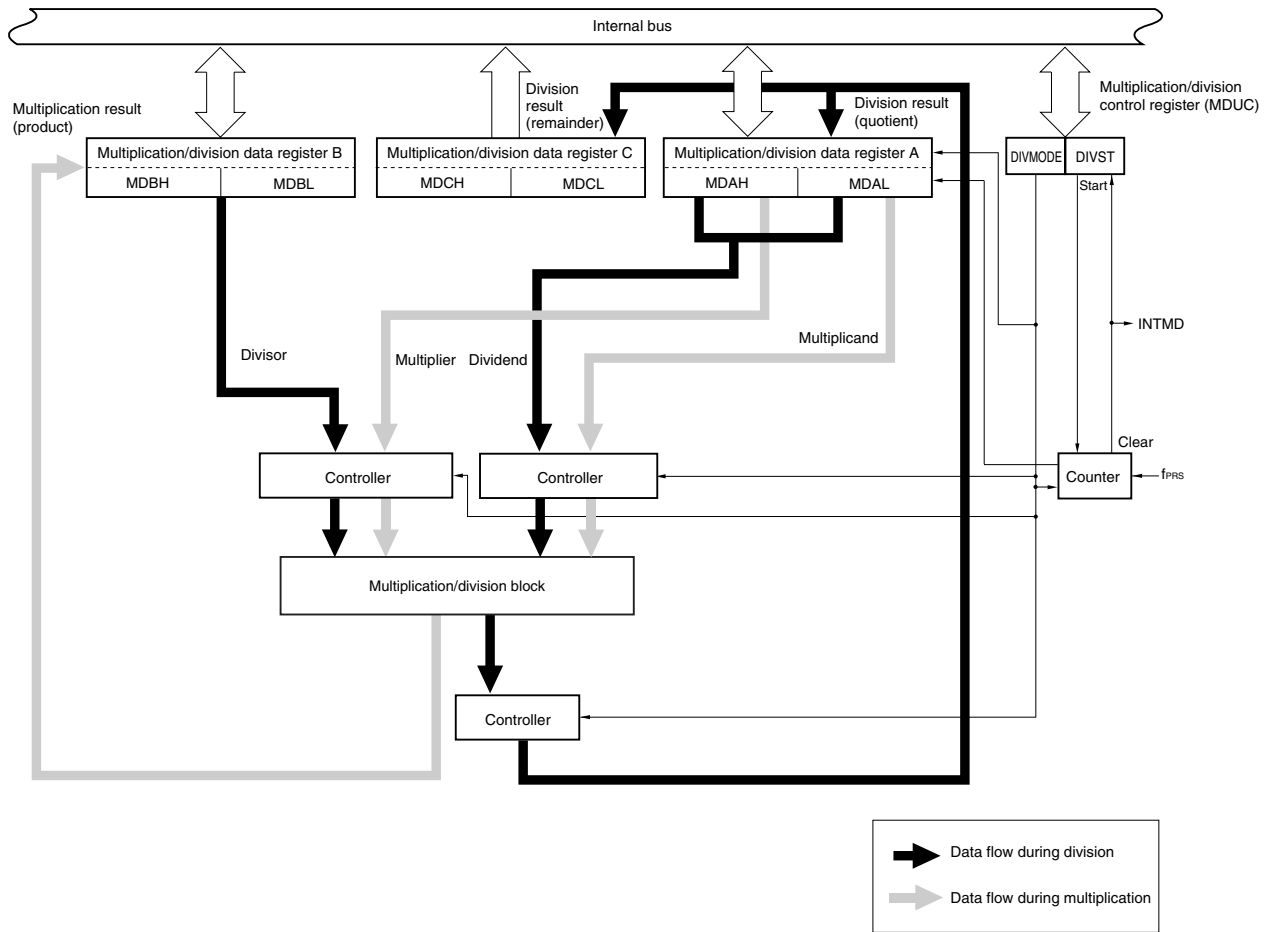 Internal bus
Multiplication result
(product)
Division
result
(remainder)
Division result
(quotient)
Multiplication/division
control register (MDUC)
Multiplication/division data register B
MDBH
MDBL
Multiplication/division data register C
MDCH
MDCL
Multiplication/division data register A
MDAH
MDAL
DIVMODE
DIVST
Start
INTMD
Divisor
Multiplier
Dividend
Multiplicand
Clear
Controller
Controller
Counter
fPRS
Multiplication/division block
Controller
Data flow during division
Data flow during multiplication